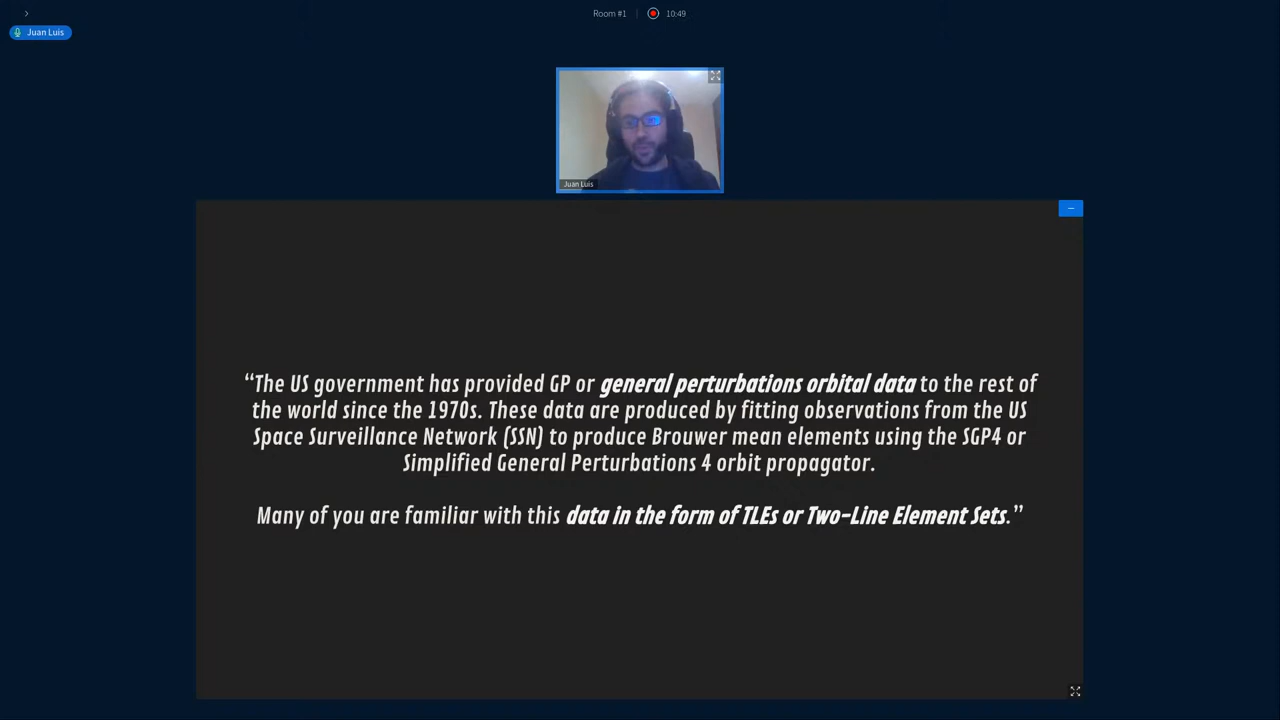 Room #1
10:49
Juan Luis
Juan Luis
“The US government has provided GP or general perturbations orbital data to the rest of
the world since the 1970s. These data are produced by fitting observations from the US
Space Surveillance Network (SSN) to produce Brouwer mean elements using the SGP4 or
Simplified General Perturbations 4 orbit propagator.
Many of you are familiar with this data in the form of TLEs or Two-Line Element Sets.”